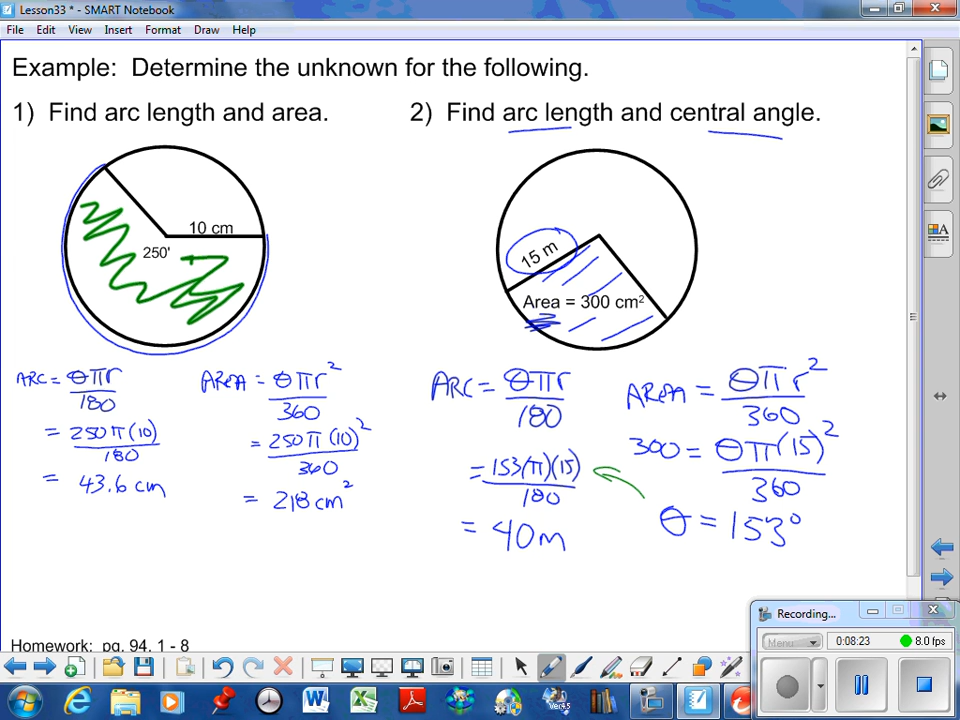 Lesson33 * - SMART Notebook
File Edit View Insert Format Draw Help
Example: Determine the unknown for the following.
1) Find arc length and area.
10 cm
250'
ARC = θπr
180
= 250π(10)
180
= 43.6 cm
AREA = θπr²
360
= 250π(10)²
360
= 218cm²
2) Find arc length and central angle.
15 m
Area = 300 cm²
ARC = θπr
180
= 153(π)(15)
180
= 40m
AREA = θπr²
360
300 = θπ(15)²
360
θ = 153°
Homework: pg. 94, 1 - 8
Recording...
Menu
0:08:23
8.0 fps
Ver4.5